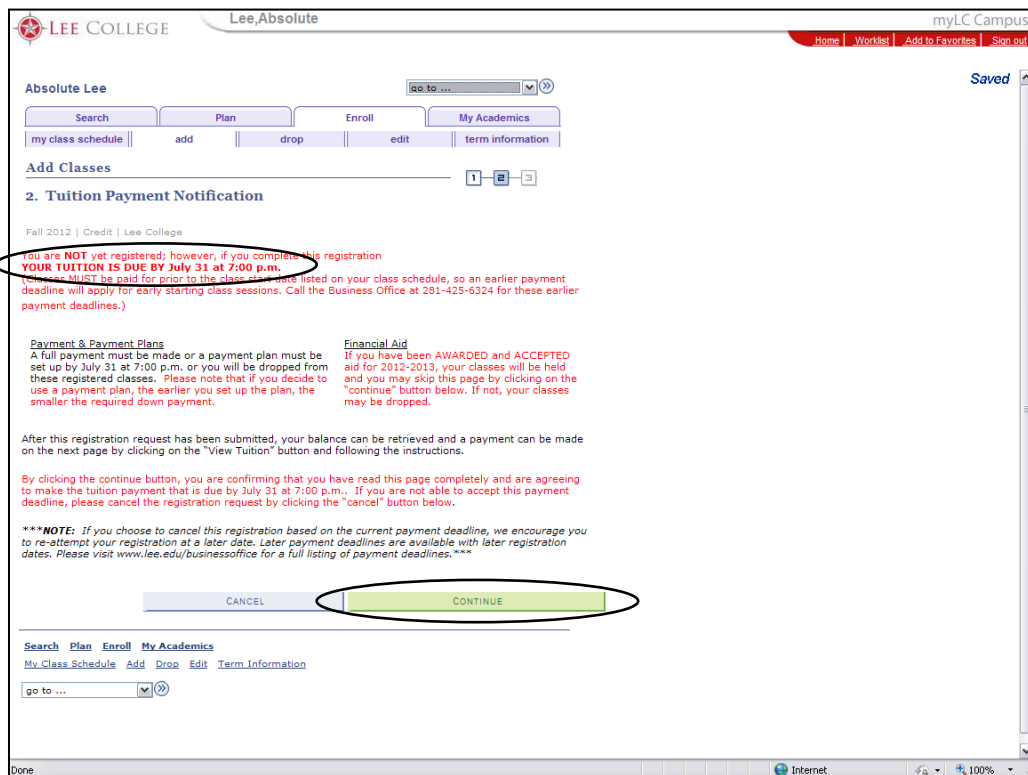 LEE COLLEGE
Lee,Absolute
myLC Campus
Home Worklist Add to Favorites Sign out
Saved
Absolute Lee
go to ...
Search Plan Enroll My Academics
my class schedule add drop edit term information
Add Classes
1 2 3
2. Tuition Payment Notification
Fall 2012 | Credit | Lee College
You are NOT yet registered; however, if you complete this registration
YOUR TUITION IS DUE BY July 31 at 7:00 p.m.
(Classes MUST be paid for prior to the class start date listed on your class schedule, so an earlier payment
deadline will apply for early starting class sessions. Call the Business Office at 281-425-6324 for these earlier
payment deadlines.)
Payment & Payment Plans
A full payment must be made or a payment plan must be
set up by July 31 at 7:00 p.m. or you will be dropped from
these registered classes. Please note that if you decide to
use a payment plan, the earlier you set up the plan, the
smaller the required down payment.
Financial Aid
If you have been AWARDED and ACCEPTED
aid for 2012-2013, your classes will be held
and you may skip this page by clicking on the
"continue" button below. If not, your classes
may be dropped.
After this registration request has been submitted, your balance can be retrieved and a payment can be made
on the next page by clicking on the "View Tuition" button and following the instructions.
By clicking the continue button, you are confirming that you have read this page completely and are agreeing
to make the tuition payment that is due by July 31 at 7:00 p.m.. If you are not able to accept this payment
deadline, please cancel the registration request by clicking the "cancel" button below.
***NOTE: If you choose to cancel this registration based on the current payment deadline, we encourage you
to re-attempt your registration at a later date. Later payment deadlines are available with later registration
dates. Please visit www.lee.edu/businessoffice for a full listing of payment deadlines.***
CANCEL CONTINUE
Search Plan Enroll My Academics
My Class Schedule Add Drop Edit Term Information
go to ...
Done Internet 100%